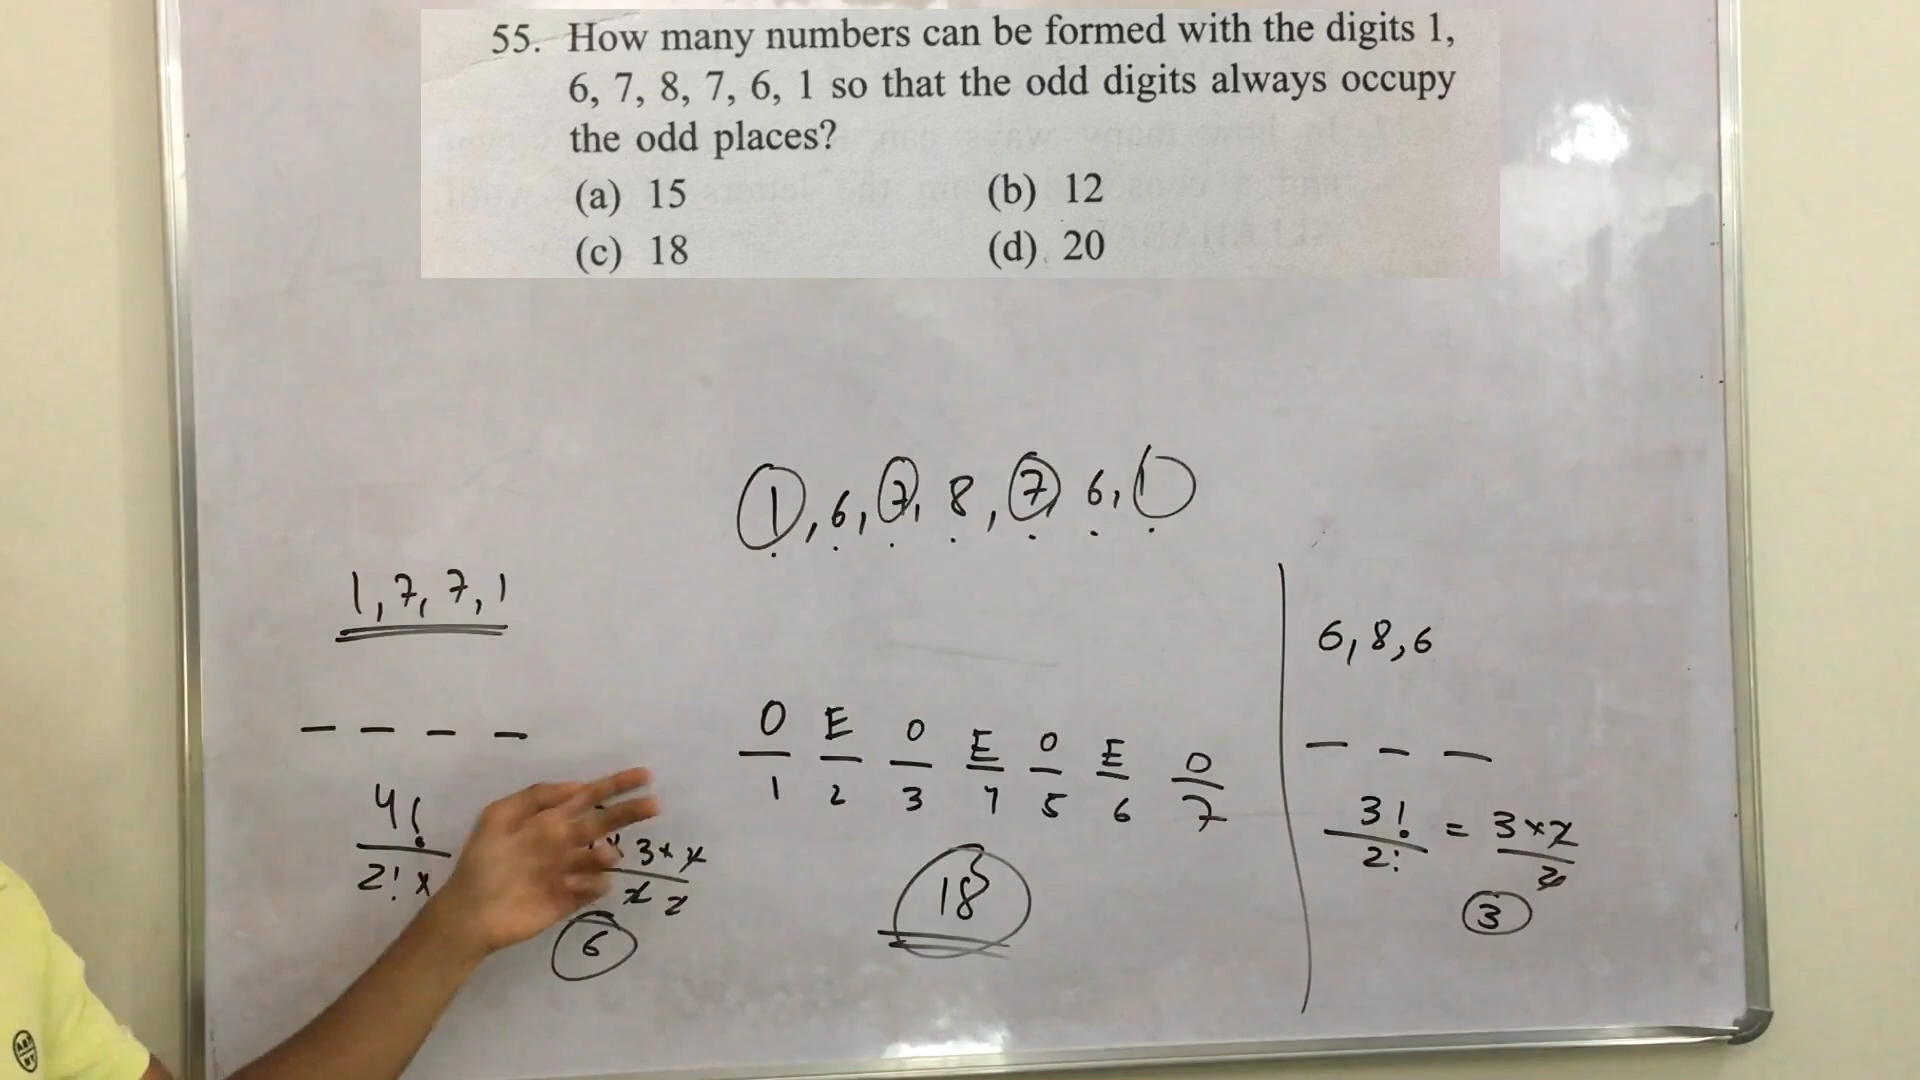 55. How many numbers can be formed with the digits 1,
6, 7, 8, 7, 6, 1 so that the odd digits always occupy
the odd places?
(a) 15 (b) 12
(c) 18 (d) 20
1, 6, 7, 8, 7, 6, 1
1, 7, 7, 1
6, 8, 6
O E O E O E O
1 2 3 4 5 6 7
4!
2! x
3 x
2 2
6
18
3! = 3 x 2
2! 2
3